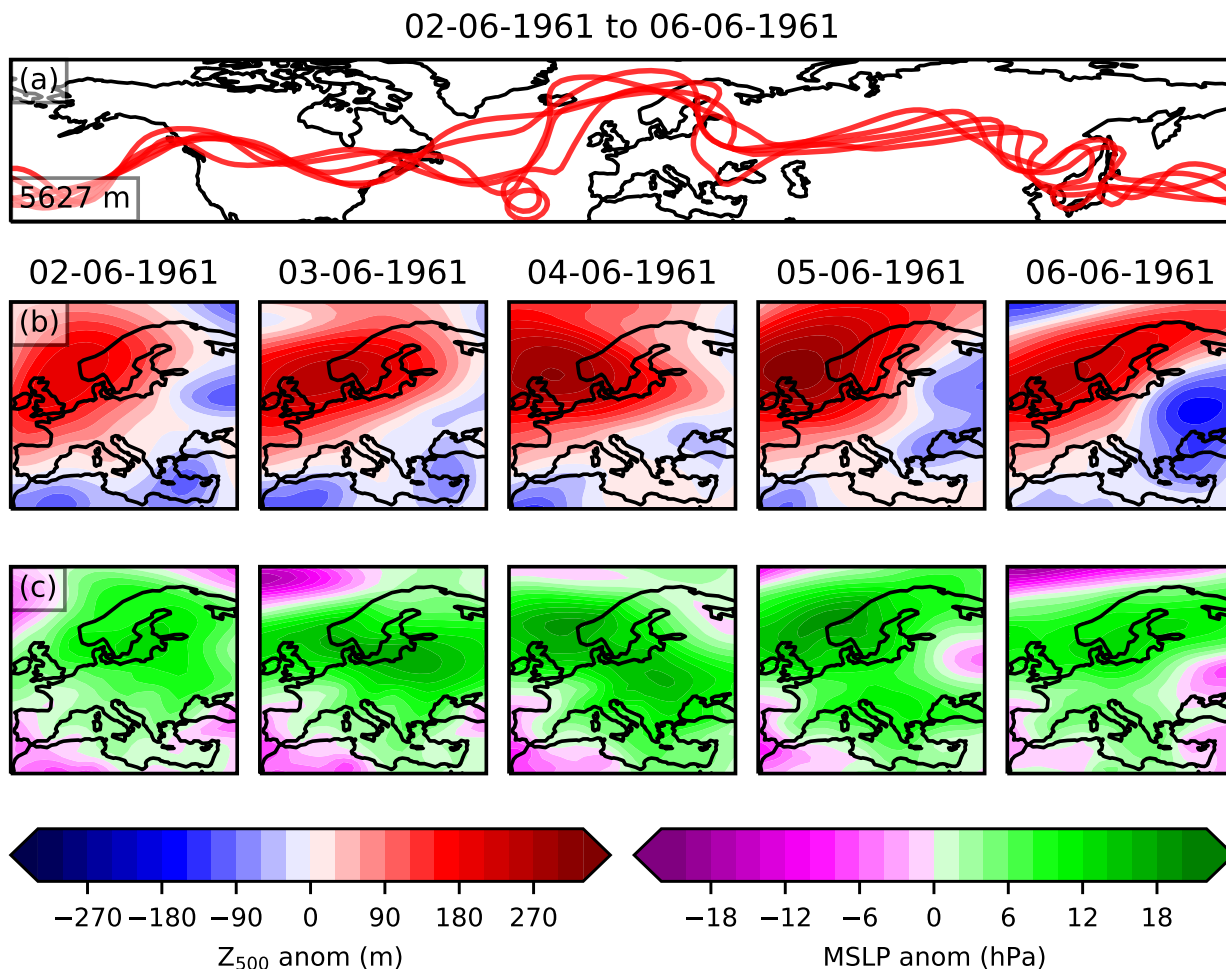 02-06-1961 to 06-06-1961
(a)
5627 m
02-06-1961 03-06-1961 04-06-1961 05-06-1961 06-06-1961
(b)
(c)
−270 −180 −90 0 90 180 270 −18 −12 −6 0 6 12 18
Z500 anom (m) MSLP anom (hPa)